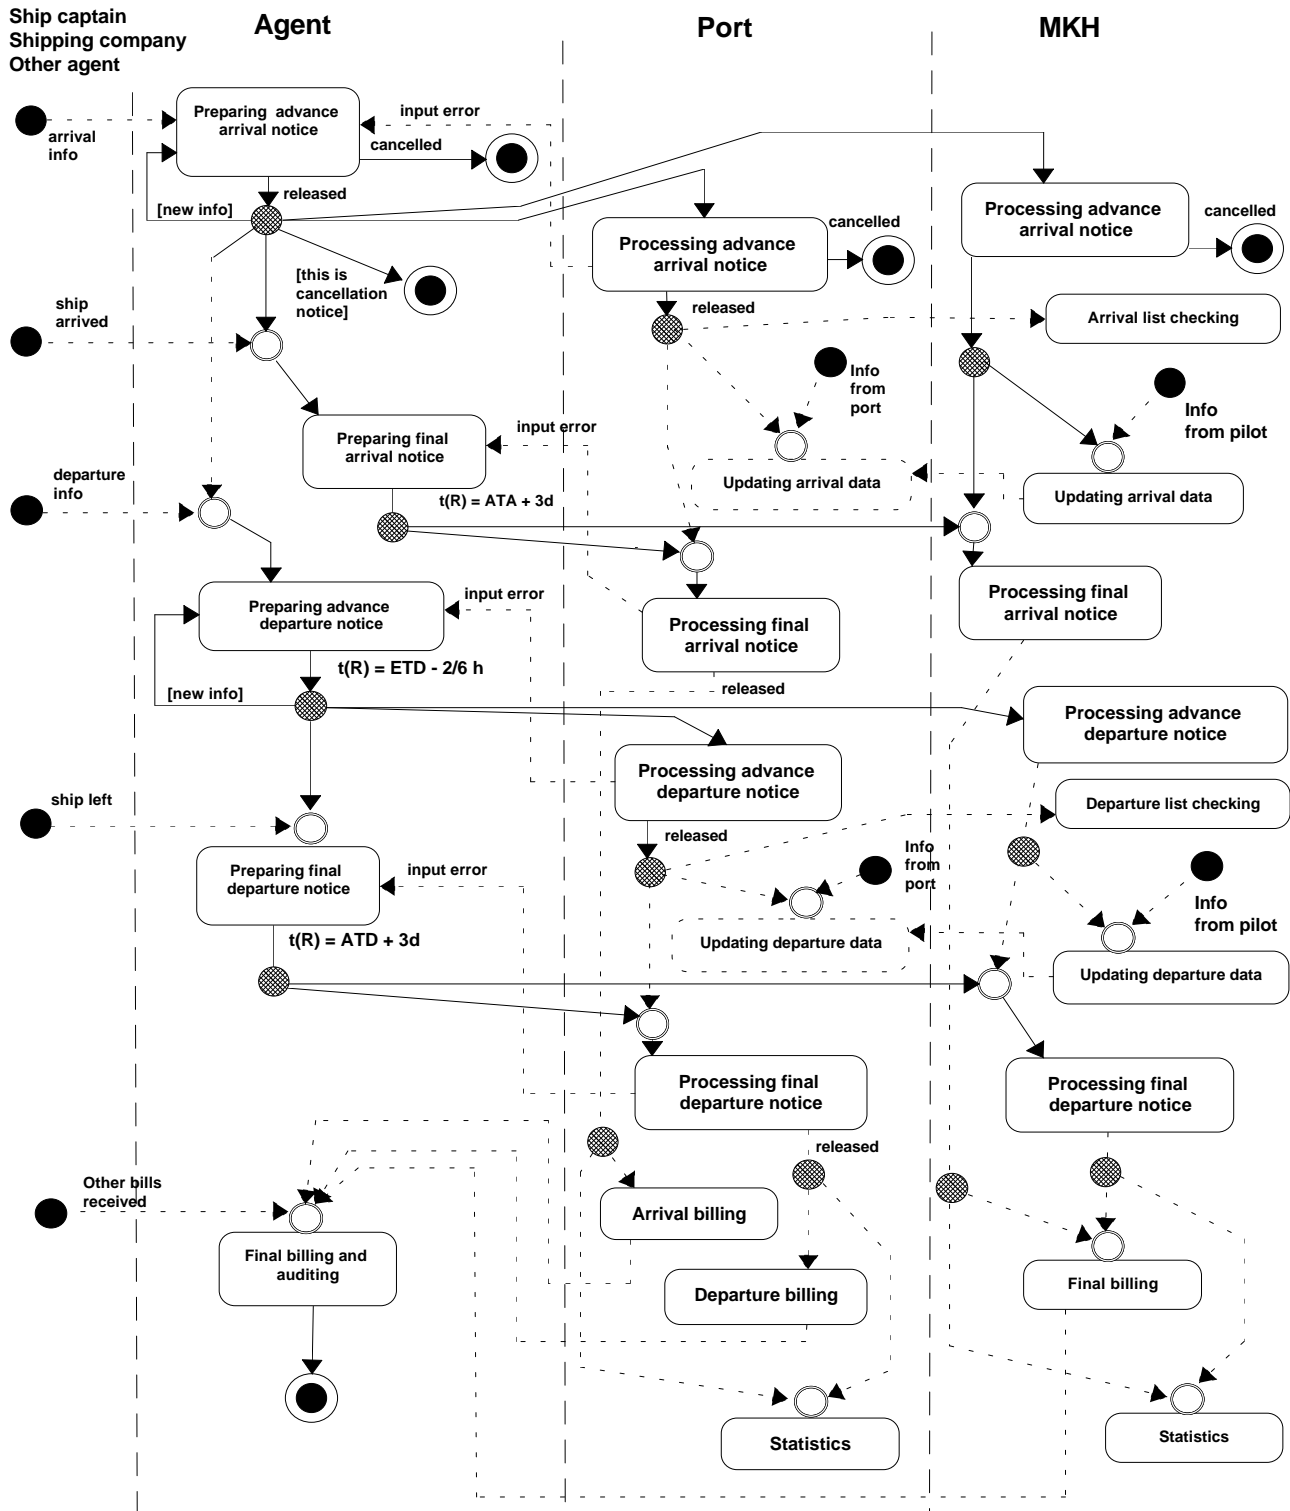 Ship captain
Shipping company
Other agent
Agent
Port
MKH
Preparing  advance
arrival notice
input error
arrival
info
cancelled
released
[new info]
Processing advance
arrival notice
cancelled
Processing advance
arrival notice
cancelled
[this is
cancellation
notice]
released
ship
arrived
Arrival list checking
Info
from
port
Info
from pilot
Preparing final
arrival notice
input error
departure
info
Updating arrival data
Updating arrival data
t(R) = ATA + 3d
Preparing advance
departure notice
input error
Processing final
arrival notice
Processing final
arrival notice
t(R) = ETD - 2/6 h
released
[new info]
Processing advance
departure notice
Processing advance
departure notice
ship left
Departure list checking
released
Preparing final
departure notice
input error
Info
from
port
Info
from pilot
t(R) = ATD + 3d
Updating departure data
Updating departure data
Processing final
departure notice
Processing final
departure notice
released
Other bills
received
Arrival billing
Final billing and
auditing
Departure billing
Final billing
Statistics
Statistics